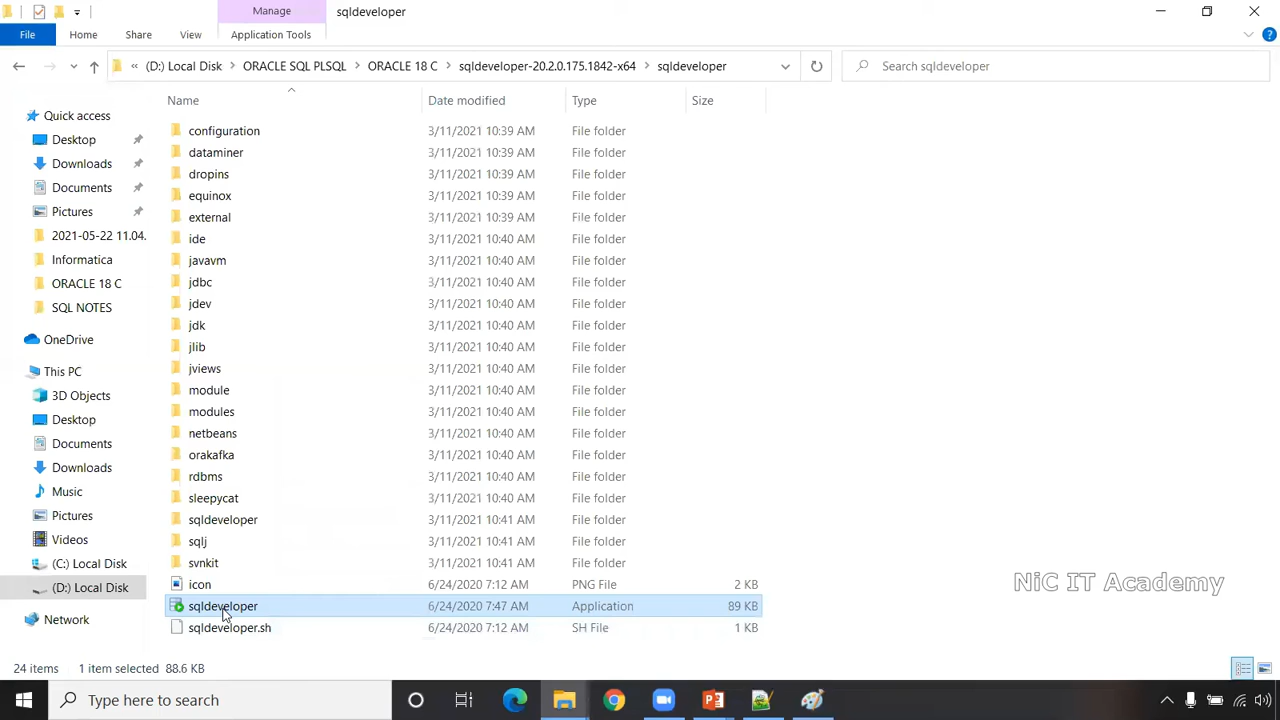 Manage
sqldeveloper
File
Home
Share
View
Application Tools
« (D:) Local Disk > ORACLE SQL PLSQL > ORACLE 18 C > sqldeveloper-20.2.0.175.1842-x64 > sqldeveloper
Search sqldeveloper
Name Date modified Type Size
Quick access
Desktop
Downloads
Documents
Pictures
2021-05-22 11.04.
Informatica
ORACLE 18 C
SQL NOTES
OneDrive
This PC
3D Objects
Desktop
Documents
Downloads
Music
Pictures
Videos
(C:) Local Disk
(D:) Local Disk
Network
configuration 3/11/2021 10:39 AM File folder
dataminer 3/11/2021 10:39 AM File folder
dropins 3/11/2021 10:39 AM File folder
equinox 3/11/2021 10:39 AM File folder
external 3/11/2021 10:39 AM File folder
ide 3/11/2021 10:40 AM File folder
javavm 3/11/2021 10:40 AM File folder
jdbc 3/11/2021 10:40 AM File folder
jdev 3/11/2021 10:40 AM File folder
jdk 3/11/2021 10:40 AM File folder
jlib 3/11/2021 10:40 AM File folder
jviews 3/11/2021 10:40 AM File folder
module 3/11/2021 10:40 AM File folder
modules 3/11/2021 10:40 AM File folder
netbeans 3/11/2021 10:40 AM File folder
orakafka 3/11/2021 10:40 AM File folder
rdbms 3/11/2021 10:40 AM File folder
sleepycat 3/11/2021 10:40 AM File folder
sqldeveloper 3/11/2021 10:41 AM File folder
sqlj 3/11/2021 10:41 AM File folder
svnkit 3/11/2021 10:41 AM File folder
icon 6/24/2020 7:12 AM PNG File 2 KB
sqldeveloper 6/24/2020 7:47 AM Application 89 KB
sqldeveloper.sh 6/24/2020 7:12 AM SH File 1 KB
NiC IT Academy
24 items 1 item selected 88.6 KB
Type here to search